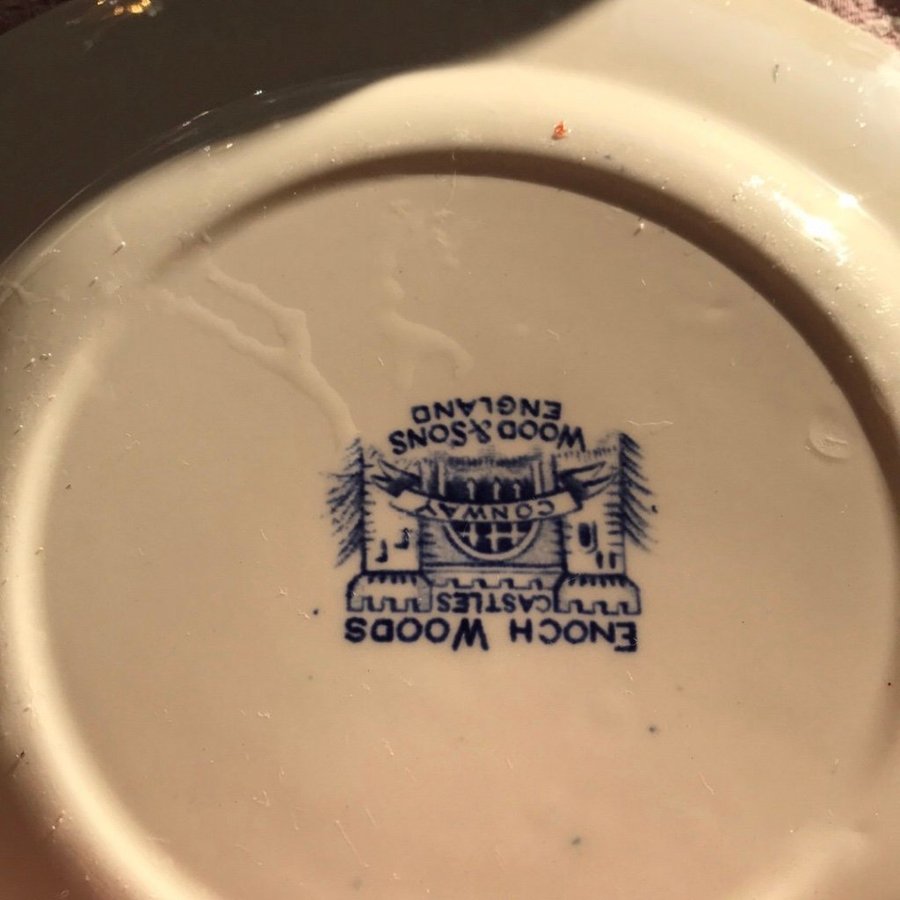 ENOCH WOODS
CASTLES
CONWAY
WOOD & SONS
ENGLAND